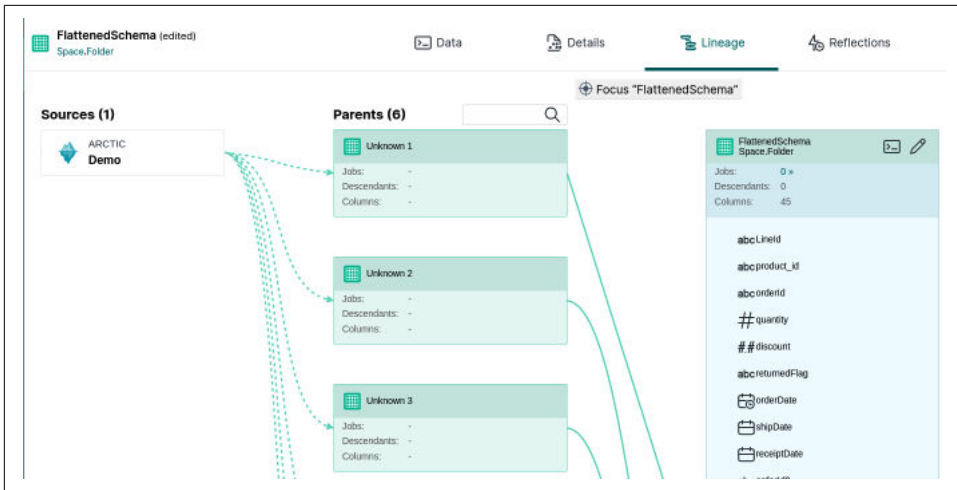 FlattenedSchema (edited)
Space.Folder
Data
Details
Lineage
Reflections
Focus "FlattenedSchema"
Sources (1)
ARCTIC
Demo
Parents (6)
Unknown 1
Jobs: -
Descendants: -
Columns: -
Unknown 2
Jobs: -
Descendants: -
Columns: -
Unknown 3
Jobs: -
Descendants: -
Columns: -
FlattenedSchema
Space.Folder
Jobs: 0 »
Descendants: 0
Columns: 45
abc LineId
abc product_id
abc orderId
# quantity
## discount
abc returnedFlag
orderDate
shipDate
receiptDate